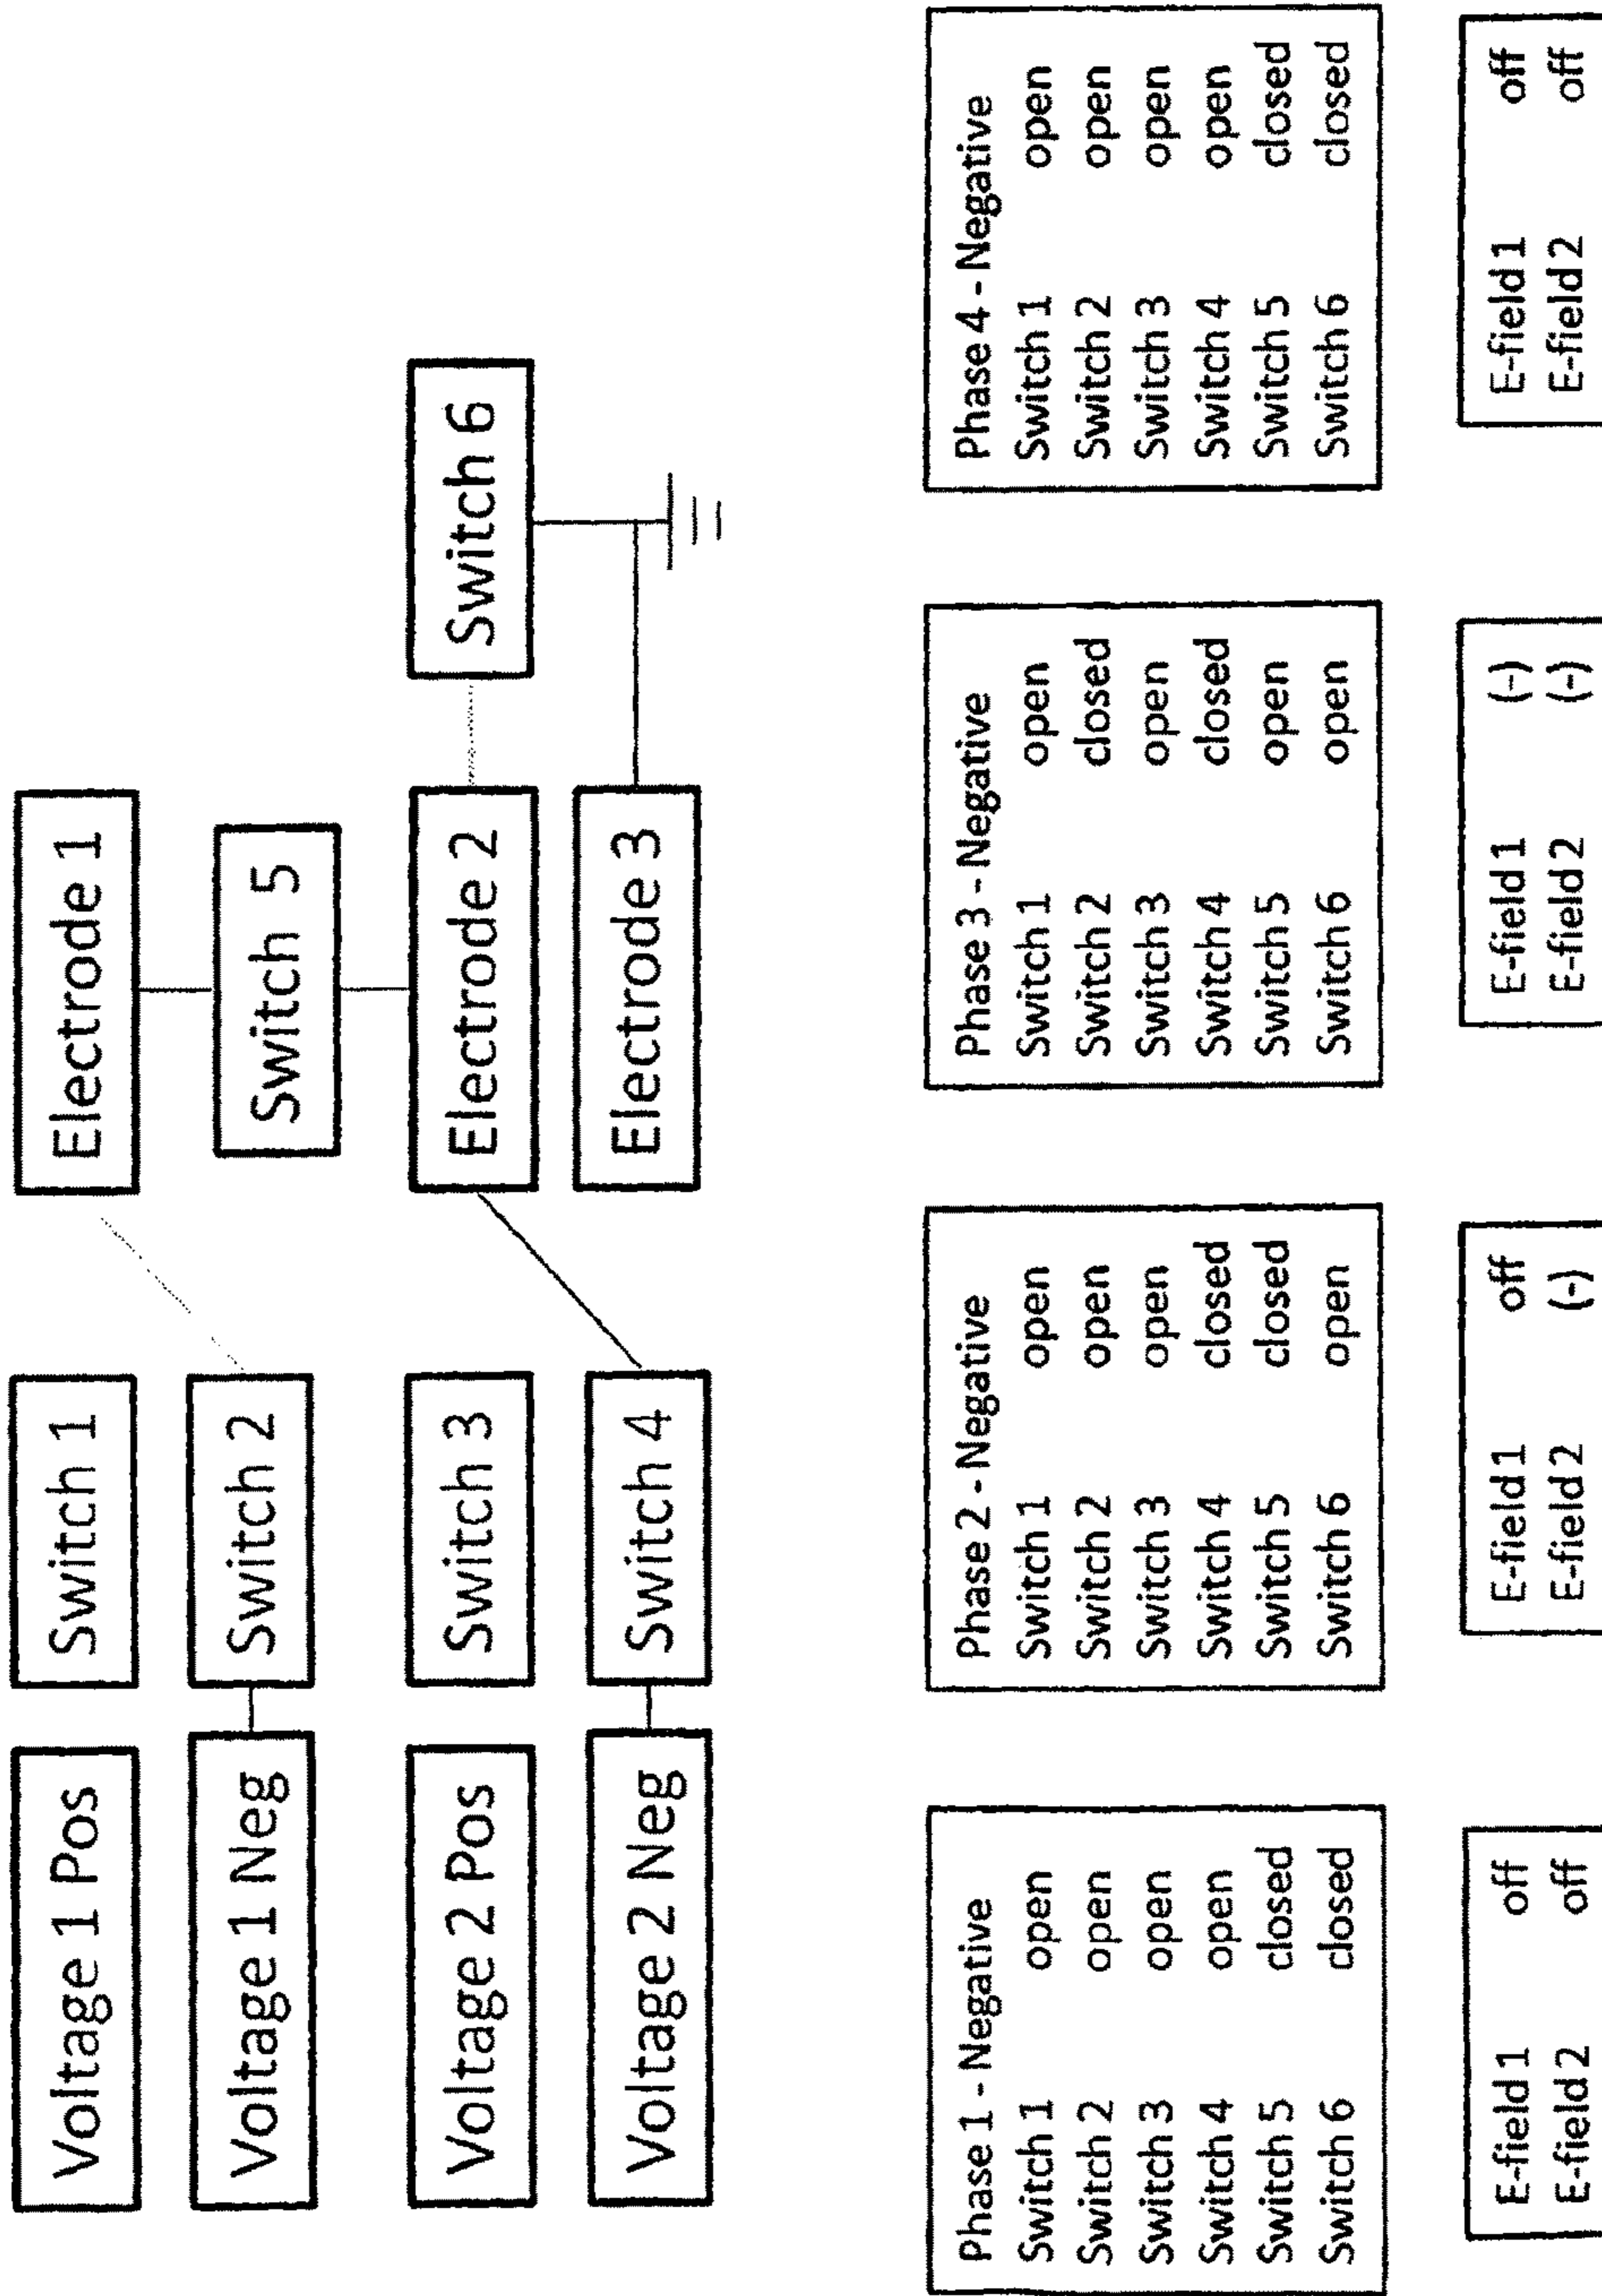 Voltage 1 Pos
Switch 1
Electrode 1
Voltage 1 Neg
Switch 2
Switch 5
Voltage 2 Pos
Switch 3
Electrode 2
Switch 6
Voltage 2 Neg
Switch 4
Electrode 3
Phase 1 - Negative
Switch 1 open
Switch 2 open
Switch 3 open
Switch 4 open
Switch 5 closed
Switch 6 closed
E-field 1 off
E-field 2 off
Phase 2 - Negative
Switch 1 open
Switch 2 open
Switch 3 open
Switch 4 closed
Switch 5 closed
Switch 6 open
E-field 1 off
E-field 2 (-)
Phase 3 - Negative
Switch 1 open
Switch 2 closed
Switch 3 open
Switch 4 closed
Switch 5 open
Switch 6 open
E-field 1 (-)
E-field 2 (-)
Phase 4 - Negative
Switch 1 open
Switch 2 open
Switch 3 open
Switch 4 open
Switch 5 closed
Switch 6 closed
E-field 1 off
E-field 2 off